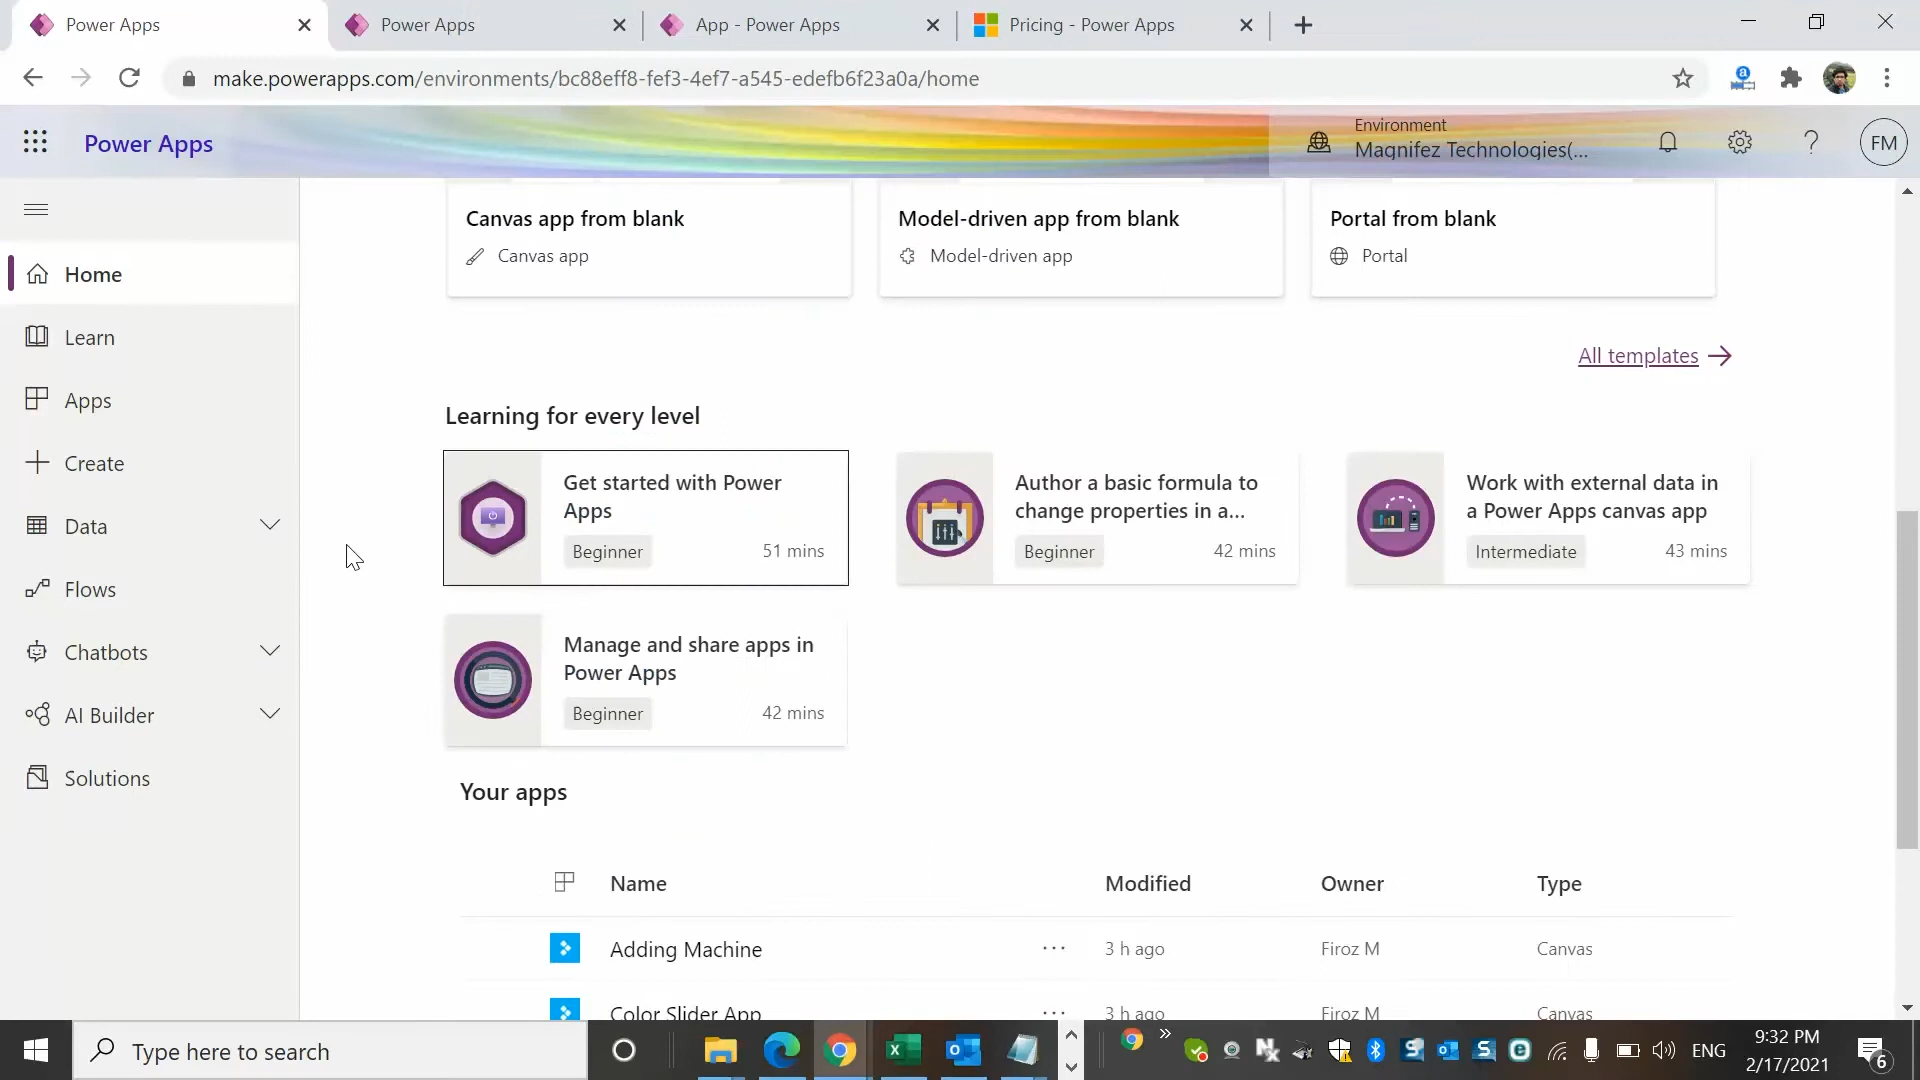 Power Apps
Power Apps
App - Power Apps
Pricing - Power Apps
make.powerapps.com/environments/bc88eff8-fef3-4ef7-a545-edefb6f23a0a/home
Power Apps
Environment
Magnifez Technologies(...
FM
Home
Learn
Apps
Create
Data
Flows
Chatbots
AI Builder
Solutions
Canvas app from blank
Canvas app
Model-driven app from blank
Model-driven app
Portal from blank
Portal
All templates
Learning for every level
Get started with Power
Apps
Beginner 51 mins
Author a basic formula to
change properties in a...
Beginner 42 mins
Work with external data in
a Power Apps canvas app
Intermediate 43 mins
Manage and share apps in
Power Apps
Beginner 42 mins
Your apps
Name Modified Owner Type
Adding Machine ... 3 h ago Firoz M Canvas
Color Slider App ... 3 h ago Firoz M Canvas
Type here to search
ENG
9:32 PM
2/17/2021
6